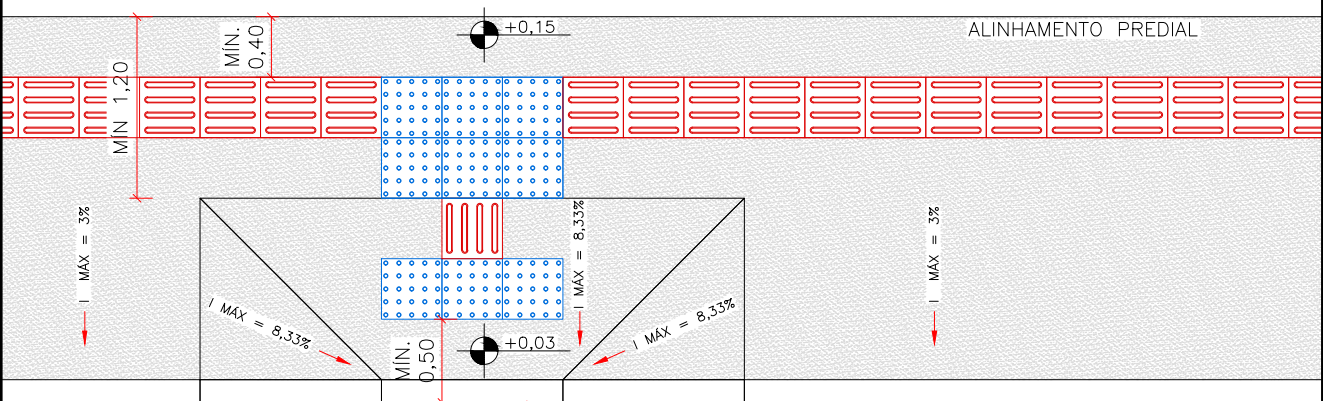 +0,15
ALINHAMENTO PREDIAL
MÍN.
0,40
MÍN 1,20
I MÁX = 3%
I MÁX = 8,33%
I MÁX = 8,33%
I MÁX = 8,33%
I MÁX = 3%
MÍN.
0,50
+0,03